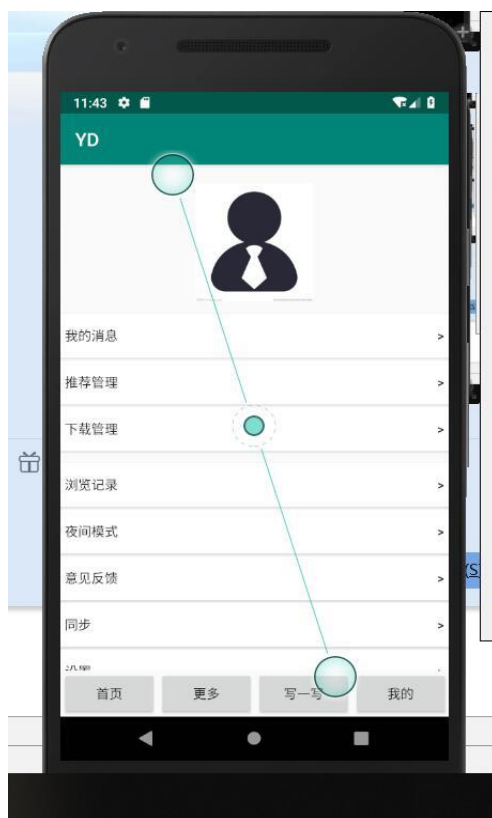 11:43
YD
我的消息 >
推荐管理 >
下载管理 >
浏览记录 >
夜间模式 >
意见反馈 >
同步 >
首页 更多 写一写 我的
(S